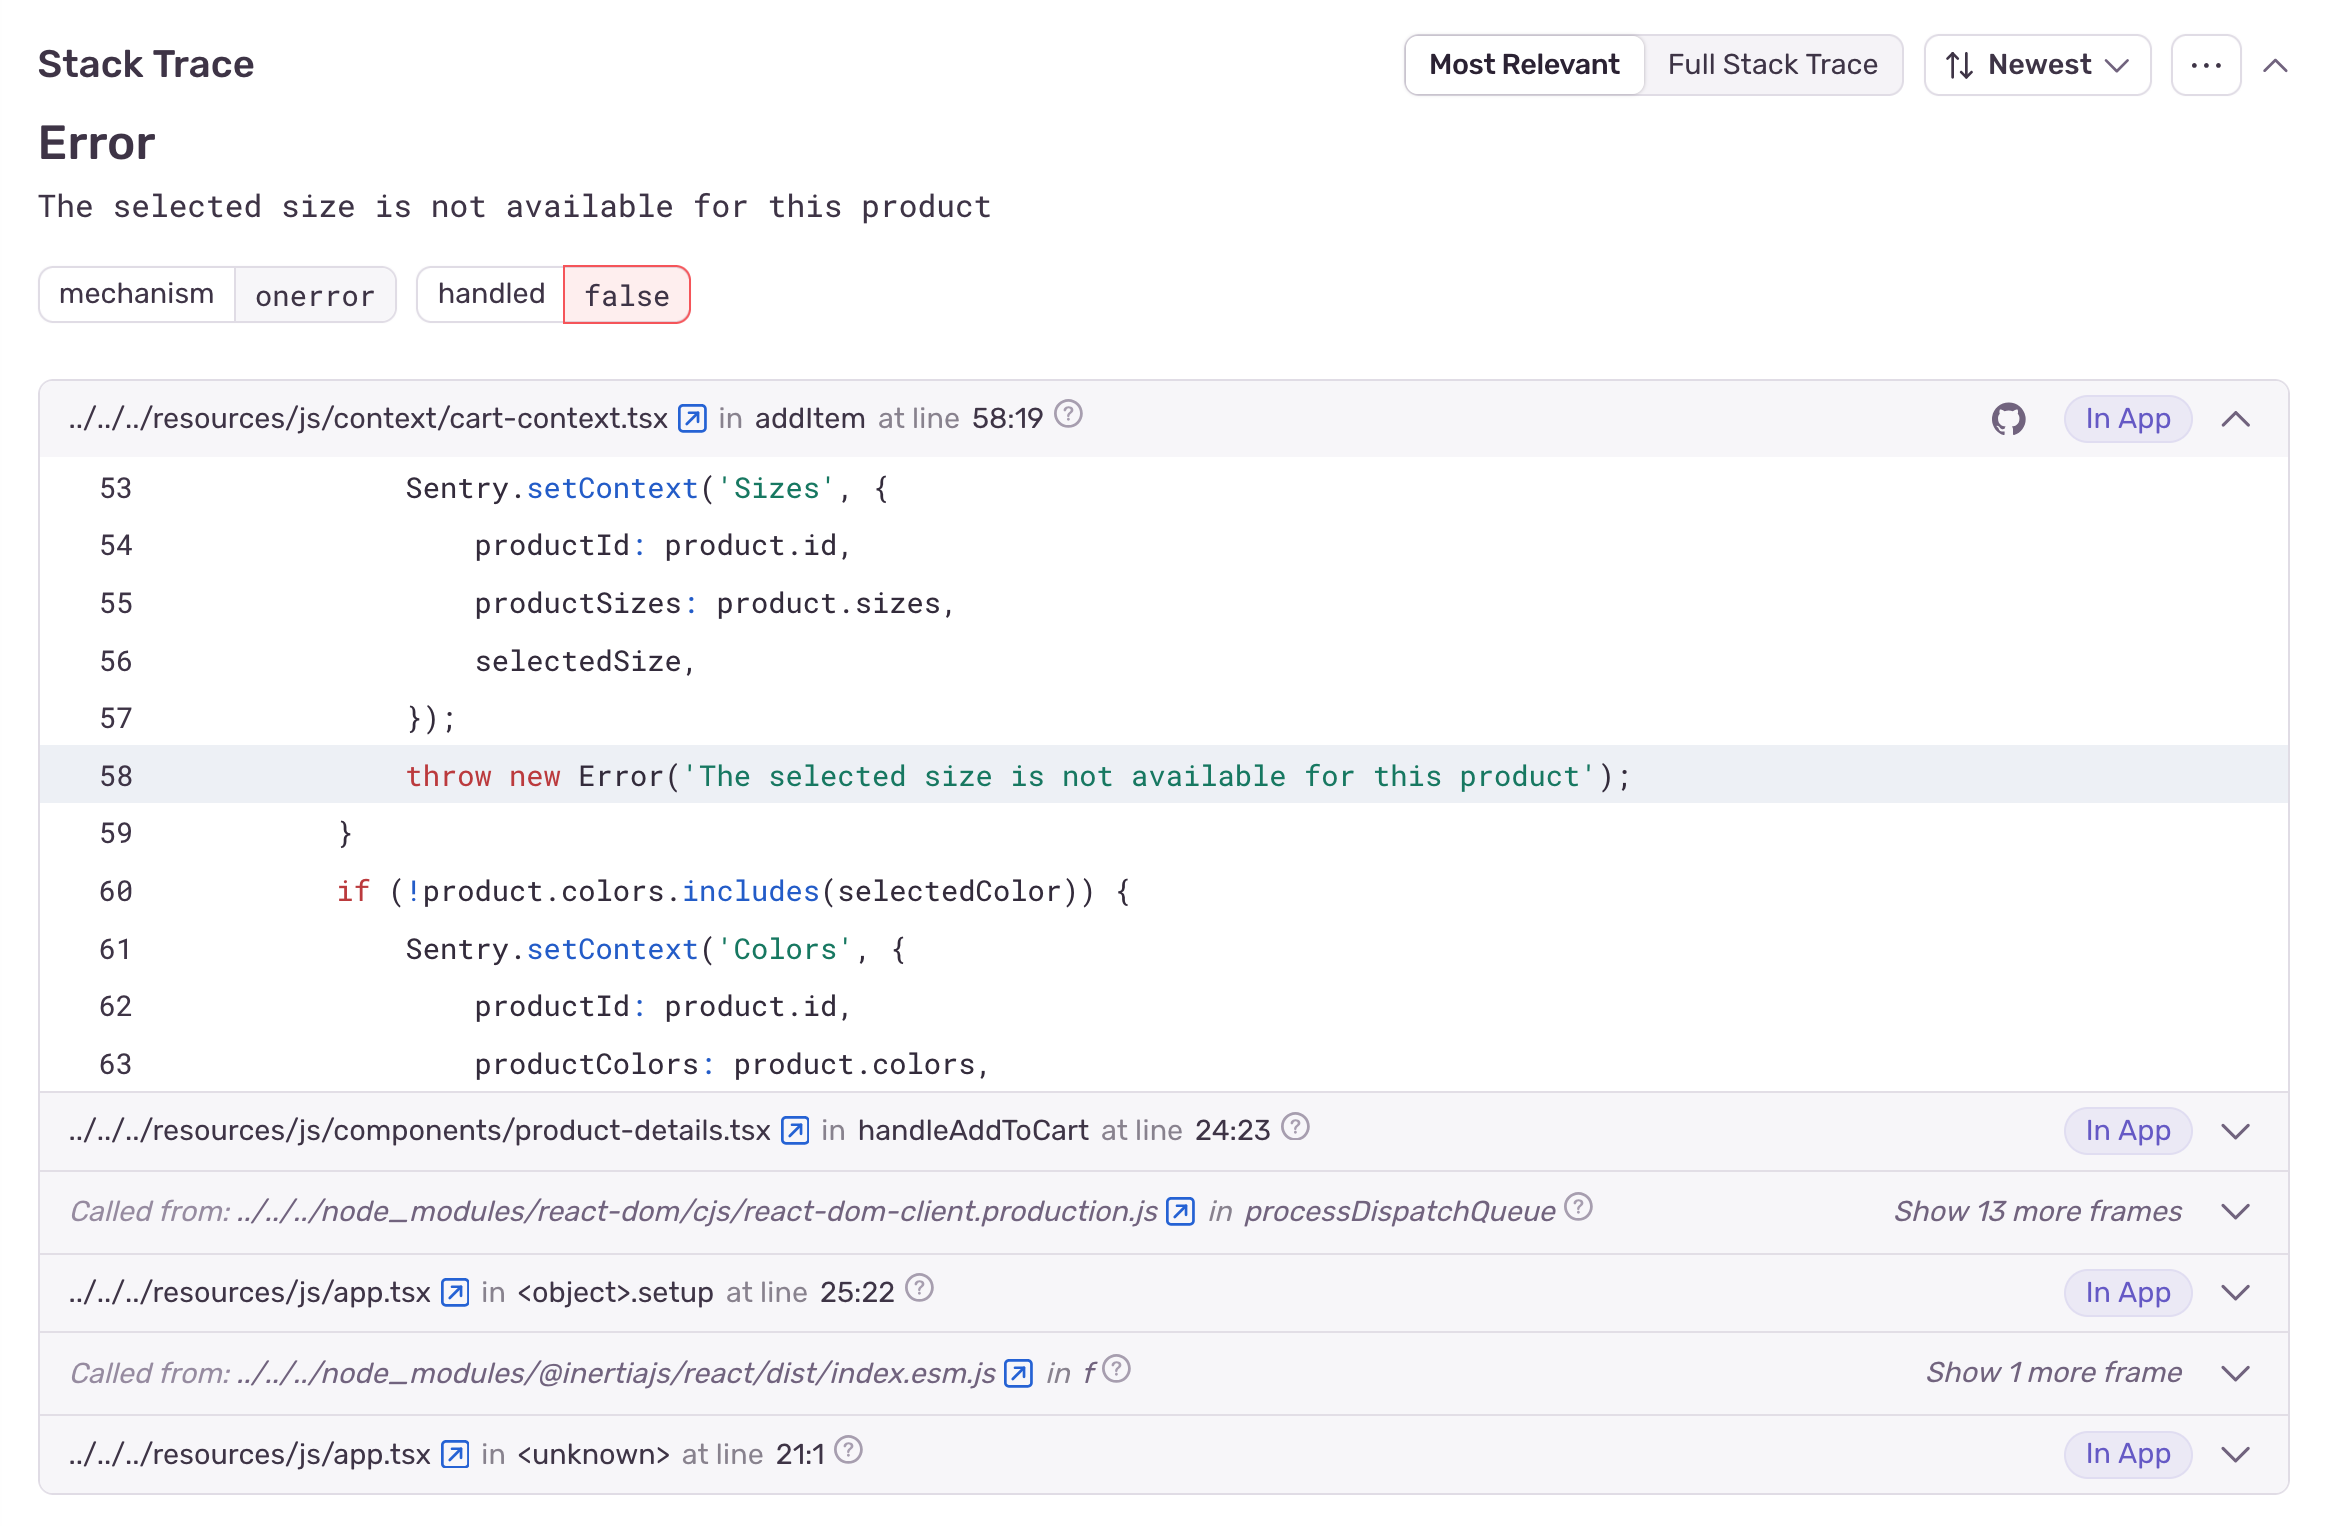 Stack Trace
Most Relevant Full Stack Trace Newest ...
Error
The selected size is not available for this product
mechanism onerror handled false
../../../resources/js/context/cart-context.tsx in addItem at line 58:19 ? In App
53 Sentry.setContext('Sizes', {
54 productId: product.id,
55 productSizes: product.sizes,
56 selectedSize,
57 });
58 throw new Error('The selected size is not available for this product');
59 }
60 if (!product.colors.includes(selectedColor)) {
61 Sentry.setContext('Colors', {
62 productId: product.id,
63 productColors: product.colors,
../../../resources/js/components/product-details.tsx in handleAddToCart at line 24:23 ? In App
Called from: ../../../node_modules/react-dom/cjs/react-dom-client.production.js in processDispatchQueue ? Show 13 more frames
../../../resources/js/app.tsx in <object>.setup at line 25:22 ? In App
Called from: ../../../node_modules/@inertiajs/react/dist/index.esm.js in f ? Show 1 more frame
../../../resources/js/app.tsx in <unknown> at line 21:1 ? In App